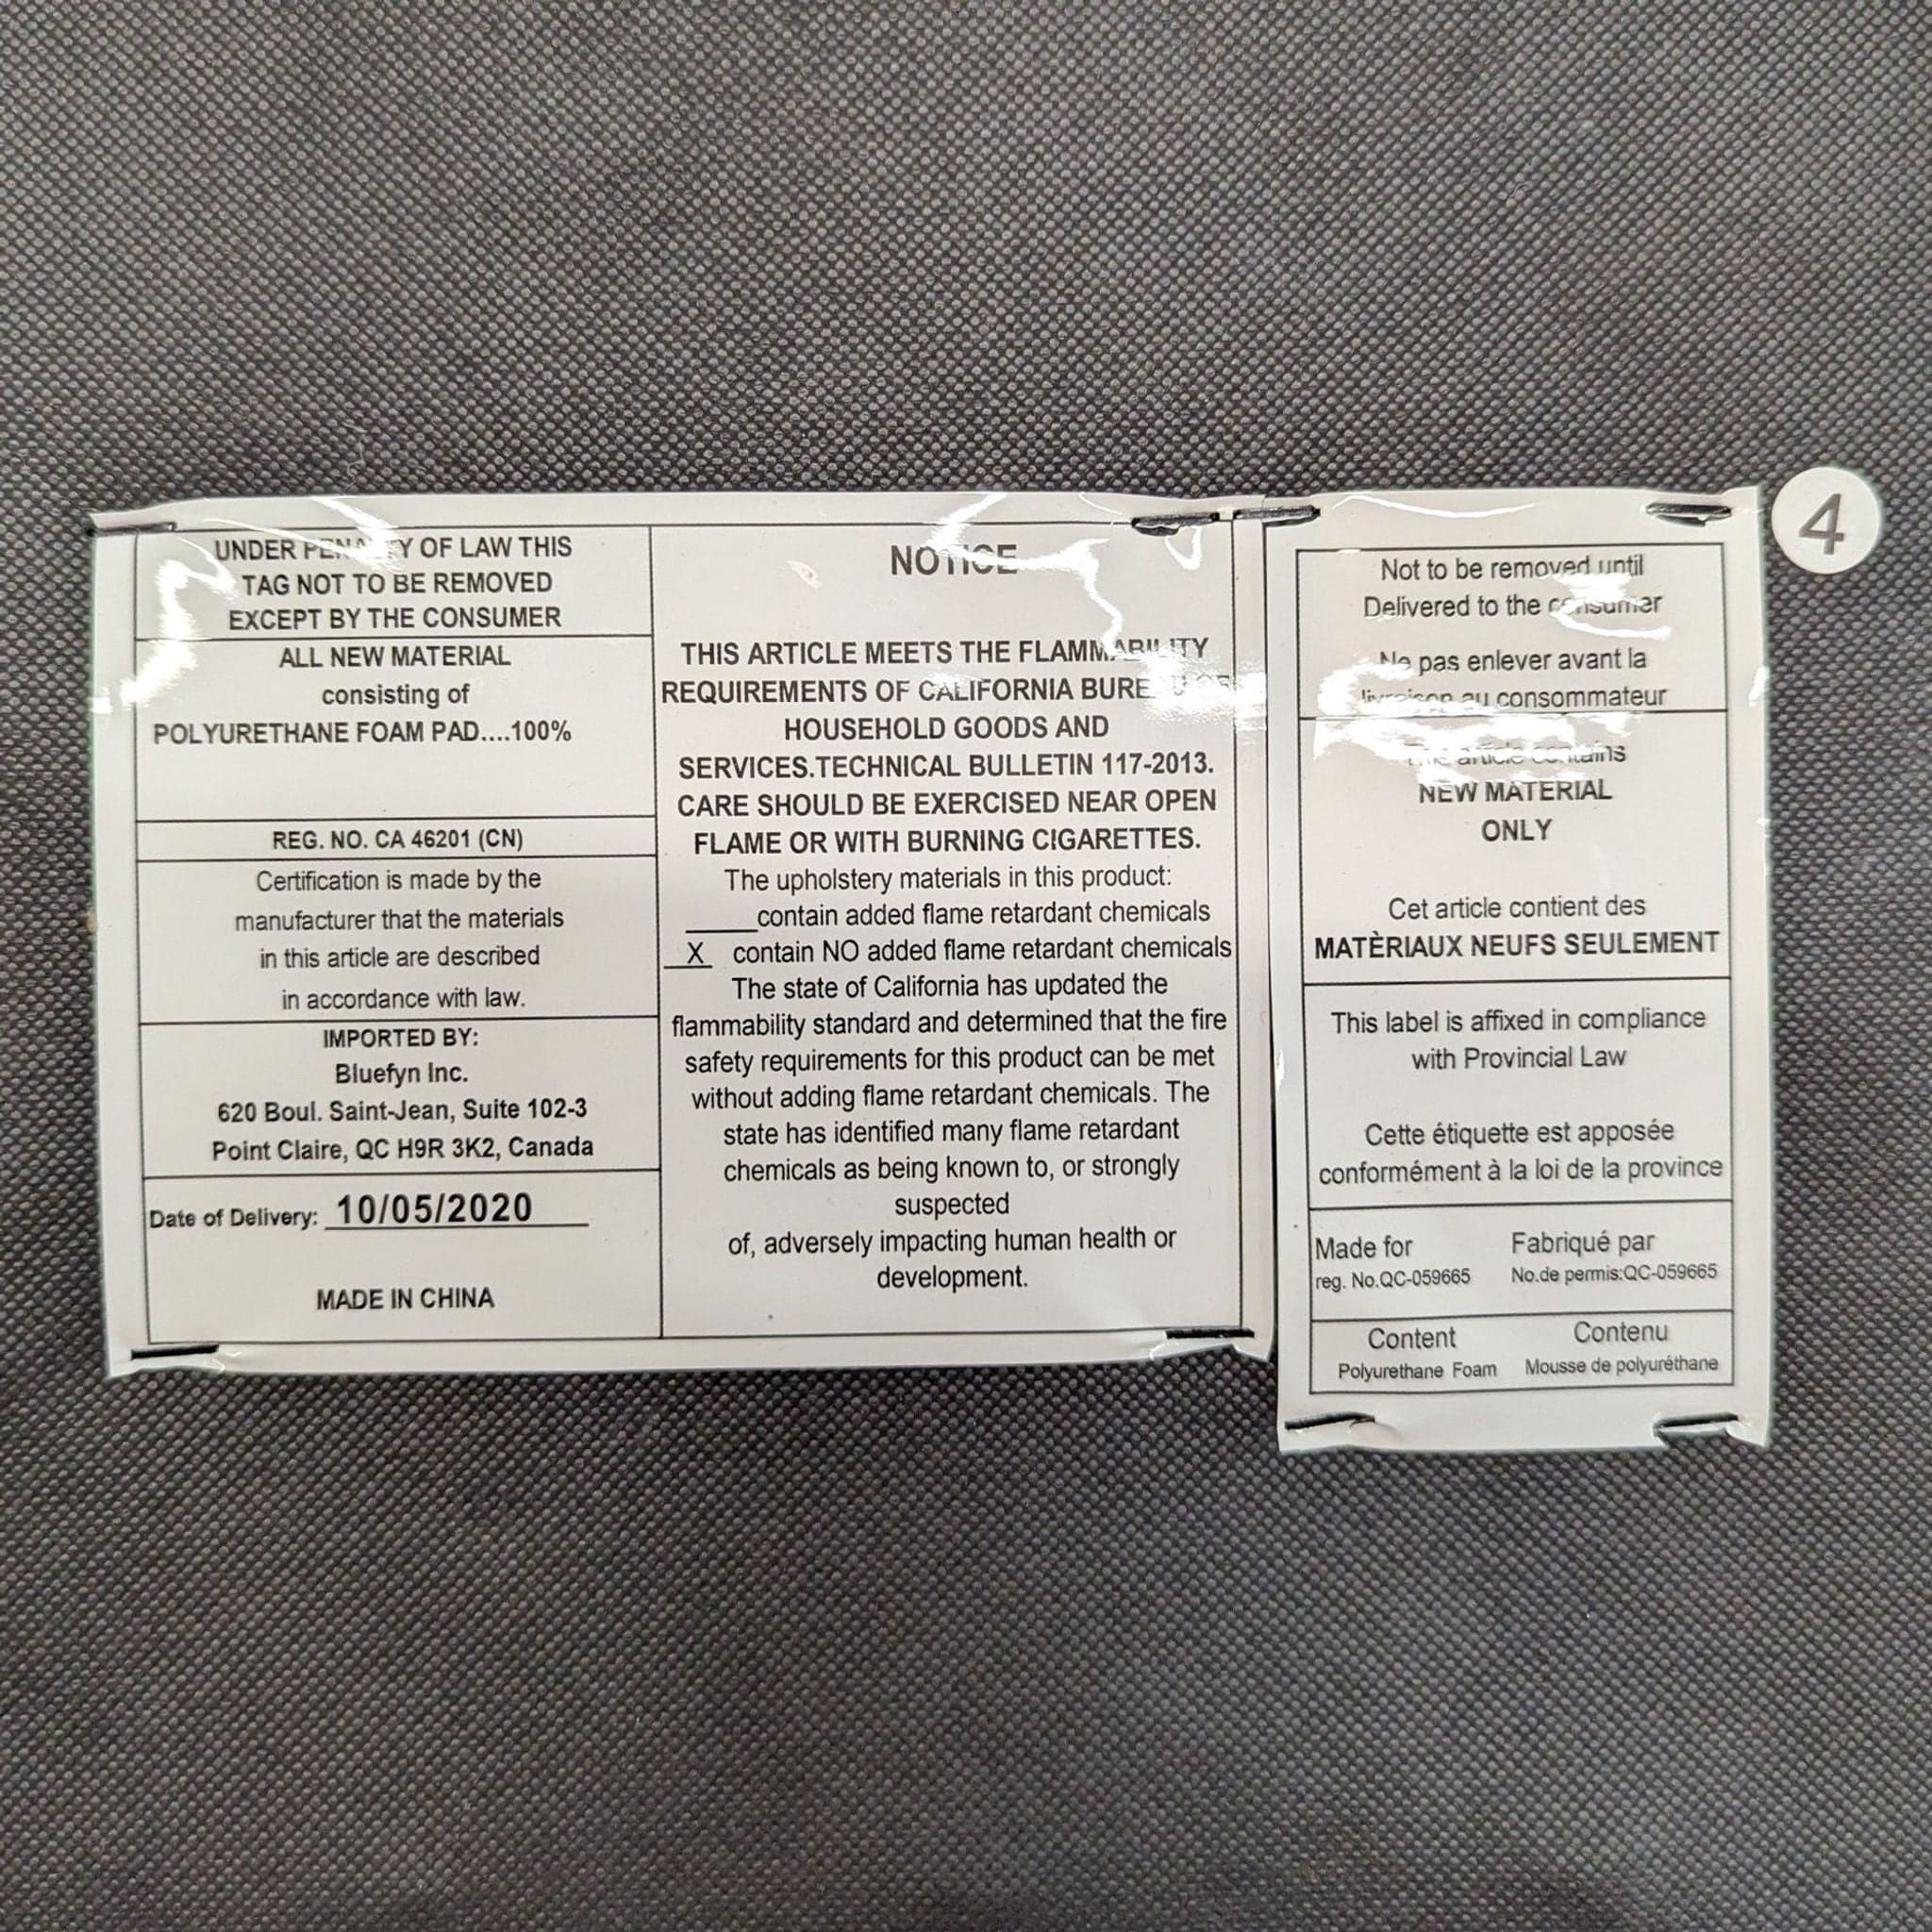 UNDER PENALTY OF LAW THIS
TAG NOT TO BE REMOVED
EXCEPT BY THE CONSUMER
ALL NEW MATERIAL
consisting of
POLYURETHANE FOAM PAD....100%
REG. NO. CA 46201 (CN)
Certification is made by the
manufacturer that the materials
in this article are described
in accordance with law.
IMPORTED BY:
Bluefyn Inc.
620 Boul. Saint-Jean, Suite 102-3
Point Claire, QC H9R 3K2, Canada
Date of Delivery: 10/05/2020
MADE IN CHINA
NOTICE
THIS ARTICLE MEETS THE FLAMMABILITY
REQUIREMENTS OF CALIFORNIA BUREAU OF
HOUSEHOLD GOODS AND
SERVICES.TECHNICAL BULLETIN 117-2013.
CARE SHOULD BE EXERCISED NEAR OPEN
FLAME OR WITH BURNING CIGARETTES.
The upholstery materials in this product:
_____contain added flame retardant chemicals
X contain NO added flame retardant chemicals
The state of California has updated the
flammability standard and determined that the fire
safety requirements for this product can be met
without adding flame retardant chemicals. The
state has identified many flame retardant
chemicals as being known to, or strongly
suspected
of, adversely impacting human health or
development.
Not to be removed until
Delivered to the consumer
Ne pas enlever avant la
livraison au consommateur
This article contains
NEW MATERIAL
ONLY
Cet article contient des
MATÈRIAUX NEUFS SEULEMENT
This label is affixed in compliance
with Provincial Law
Cette étiquette est apposée
conformément à la loi de la province
Made for
reg. No.QC-059665
Fabriqué par
No.de permis:QC-059665
Content
Polyurethane Foam
Contenu
Mousse de polyuréthane
4